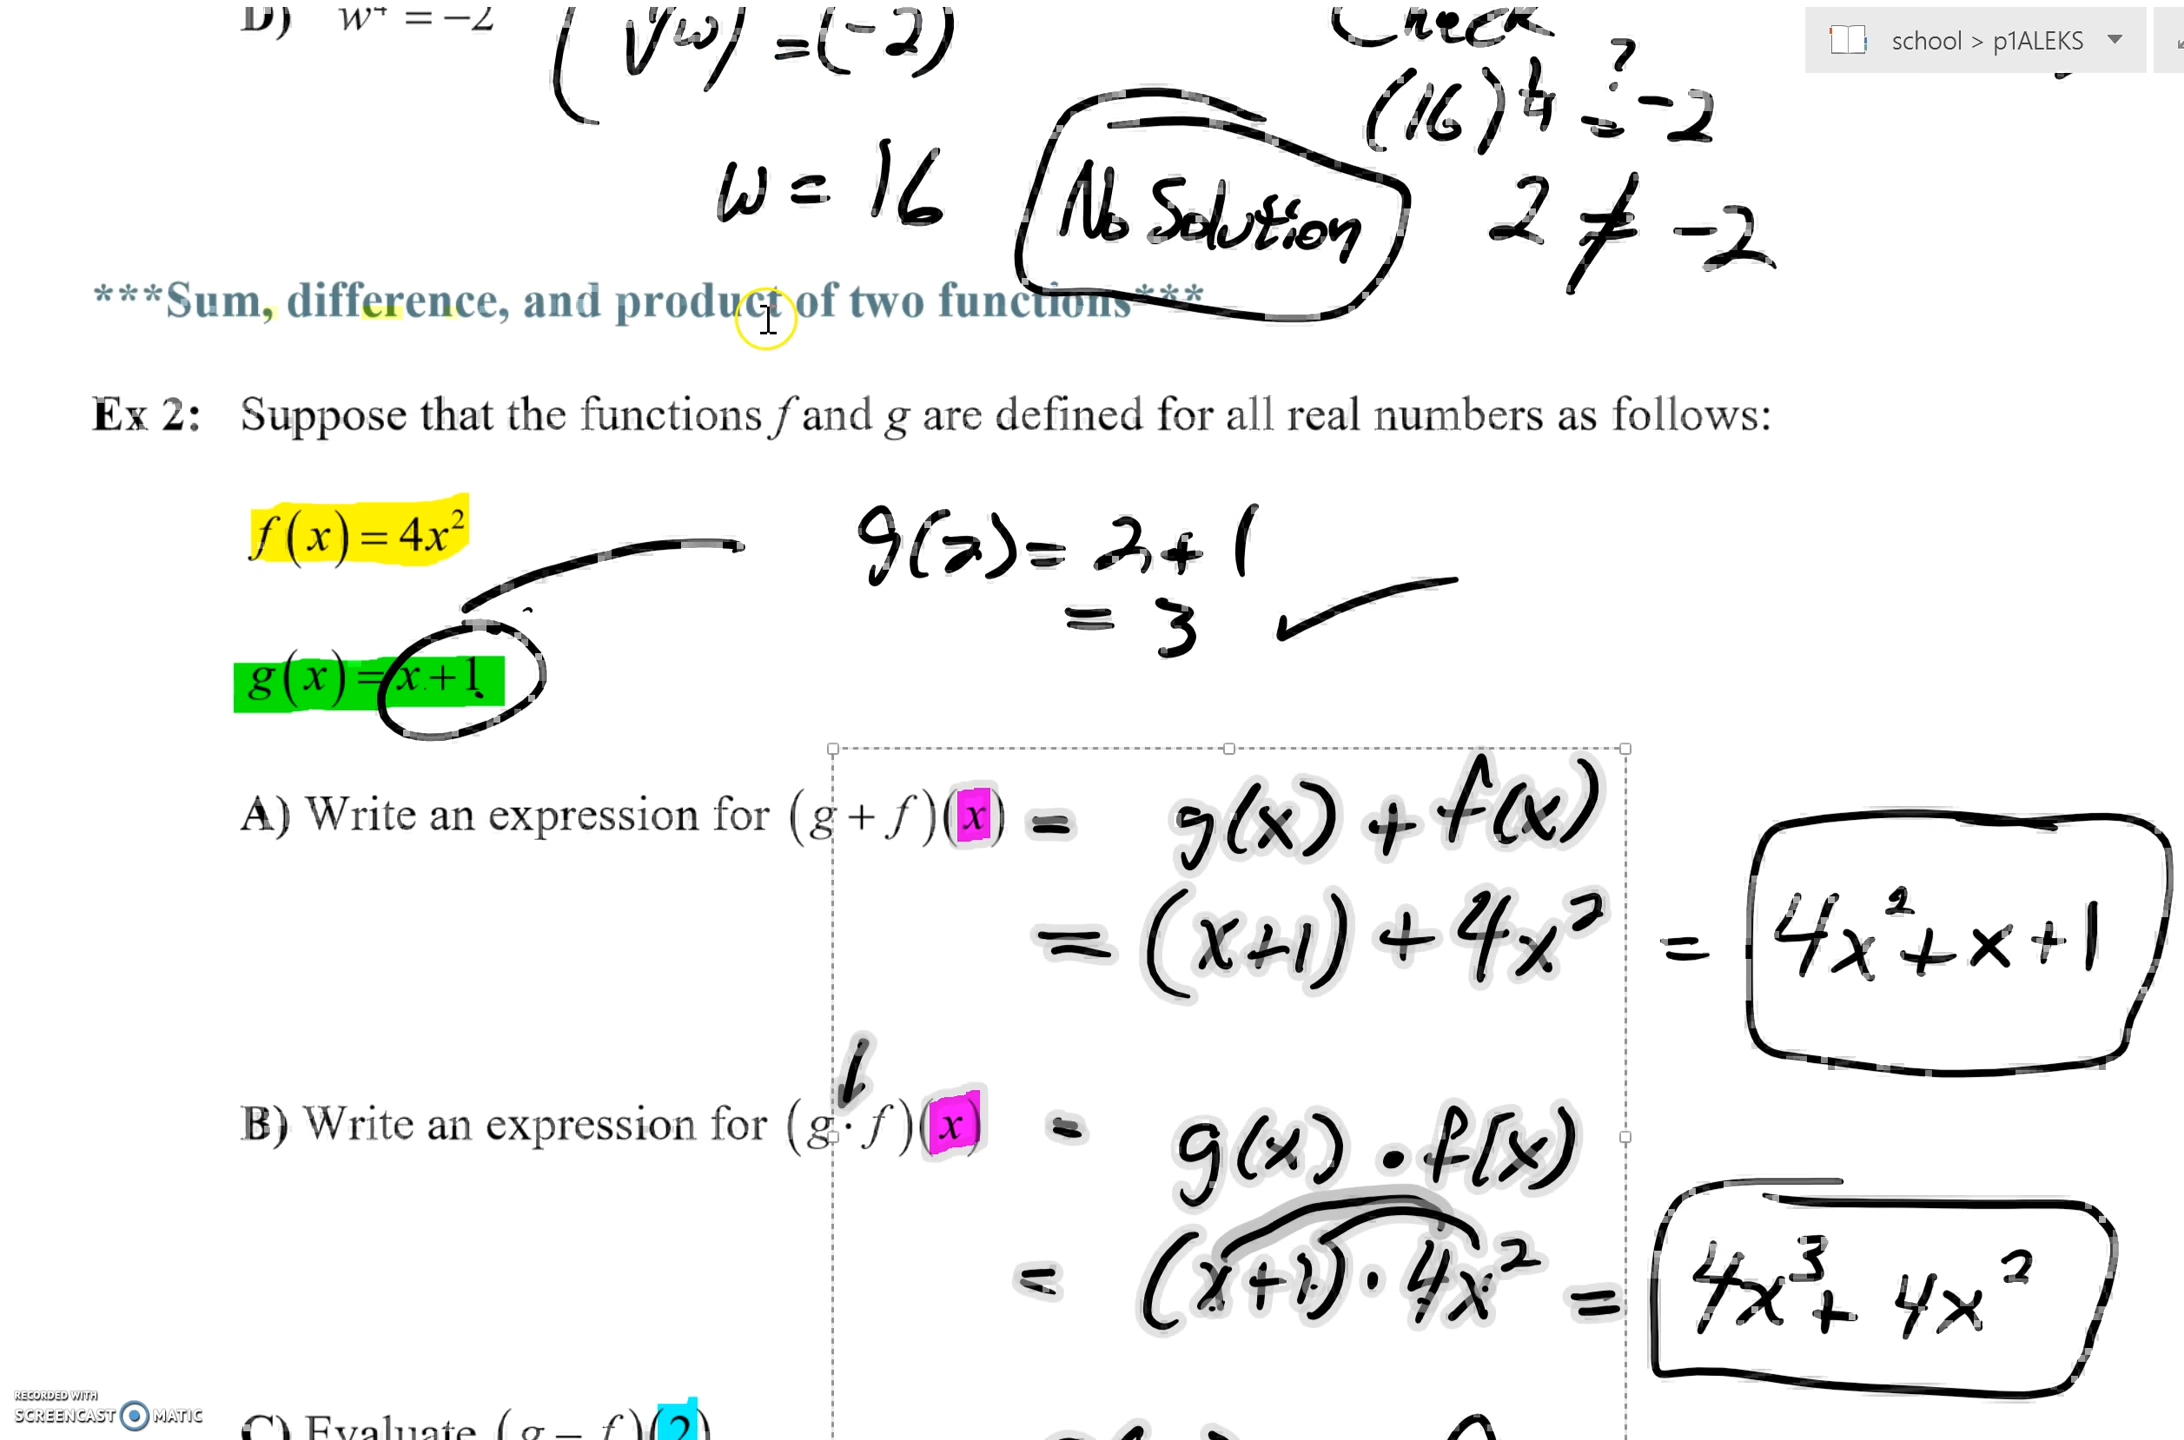 D) w^¼ = −2 (∜w) = (−2) Check
school > p1ALEKS
(16)^¼ ≟ −2
w = 16 No Solution 2 ≠ −2
***Sum, difference, and product of two functions***
Ex 2: Suppose that the functions f and g are defined for all real numbers as follows:
f(x) = 4x² g(2) = 2 + 1
= 3 ✓
g(x) = x + 1
A) Write an expression for (g + f)(x) = g(x) + f(x)
= (x+1) + 4x² = 4x² + x + 1
B) Write an expression for (g · f)(x) = g(x) · f(x)
= (x+1) · 4x² = 4x³ + 4x²
RECORDED WITH
SCREENCAST MATIC
C) Evaluate (g − f)(2)